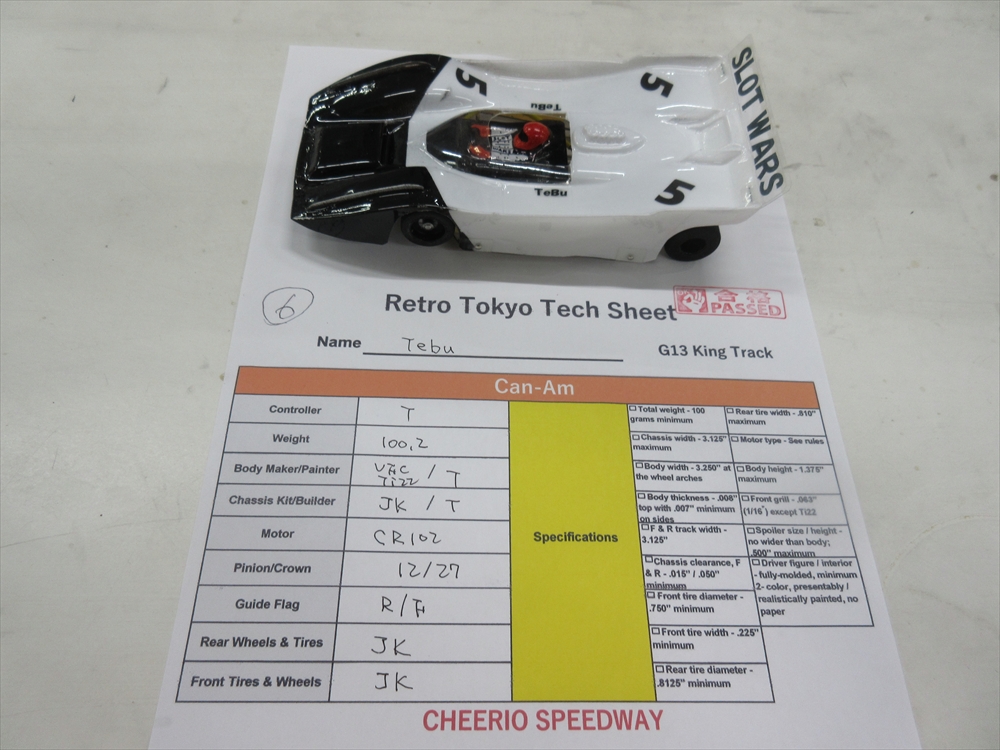 SLOT WARS
5
5
TeBu
TeBu
5
6
Retro Tokyo Tech Sheet
合格
PASSED
Name Tebu
G13 King Track
Can-Am
Controller T
Weight 100,2
Body Maker/Painter VAC Ti22 / T
Chassis Kit/Builder JK / T
Motor CR102
Pinion/Crown 12/27
Guide Flag R/F
Rear Wheels & Tires JK
Front Tires & Wheels JK
Specifications
☐ Total weight - 100
grams minimum
☐ Rear tire width - .810"
maximum
☐ Chassis width - 3.125"
maximum
☐ Motor type - See rules
☐ Body width - 3.250" at
the wheel arches
☐ Body height - 1.375"
maximum
☐ Body thickness - .008"
top with .007" minimum
on sides
☐ Front grill - .063"
(1/16") except Ti22
☐ F & R track width -
3.125"
☐ Spoiler size / height -
no wider than body;
.500" maximum
☐ Chassis clearance, F
& R - .015" / .050"
minimum
☐ Driver figure / interior
- fully-molded, minimum
2- color, presentably /
realistically painted, no
paper
☐ Front tire diameter -
.750" minimum
☐ Front tire width - .225"
minimum
☐ Rear tire diameter -
.8125" minimum
CHEERIO SPEEDWAY